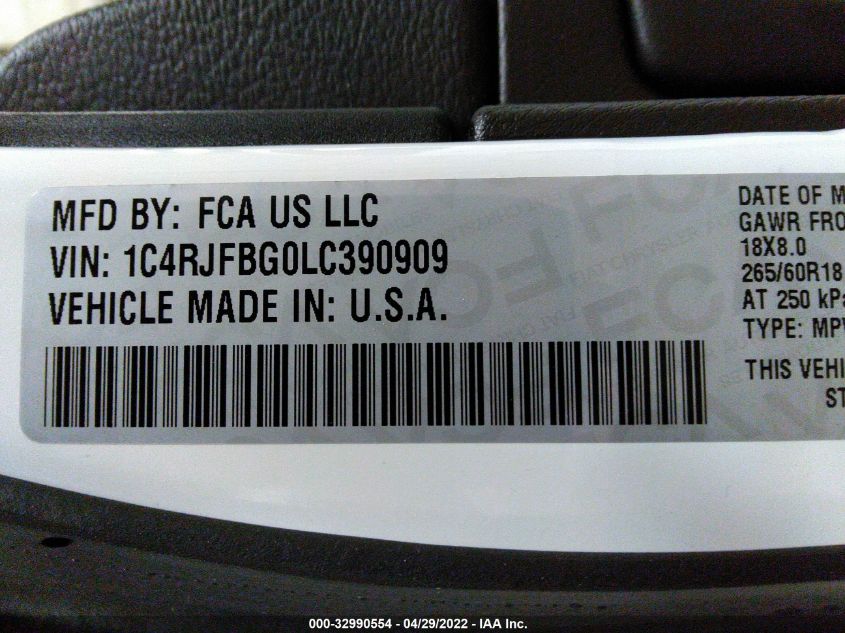 MFD BY: FCA US LLC
VIN: 1C4RJFBG0LC390909
VEHICLE MADE IN: U.S.A.
DATE OF M
GAWR FRO
18X8.0
265/60R18
AT 250 kPa
TYPE: MPV
THIS VEHI
ST
000-32990554 - 04/29/2022 - IAA Inc.